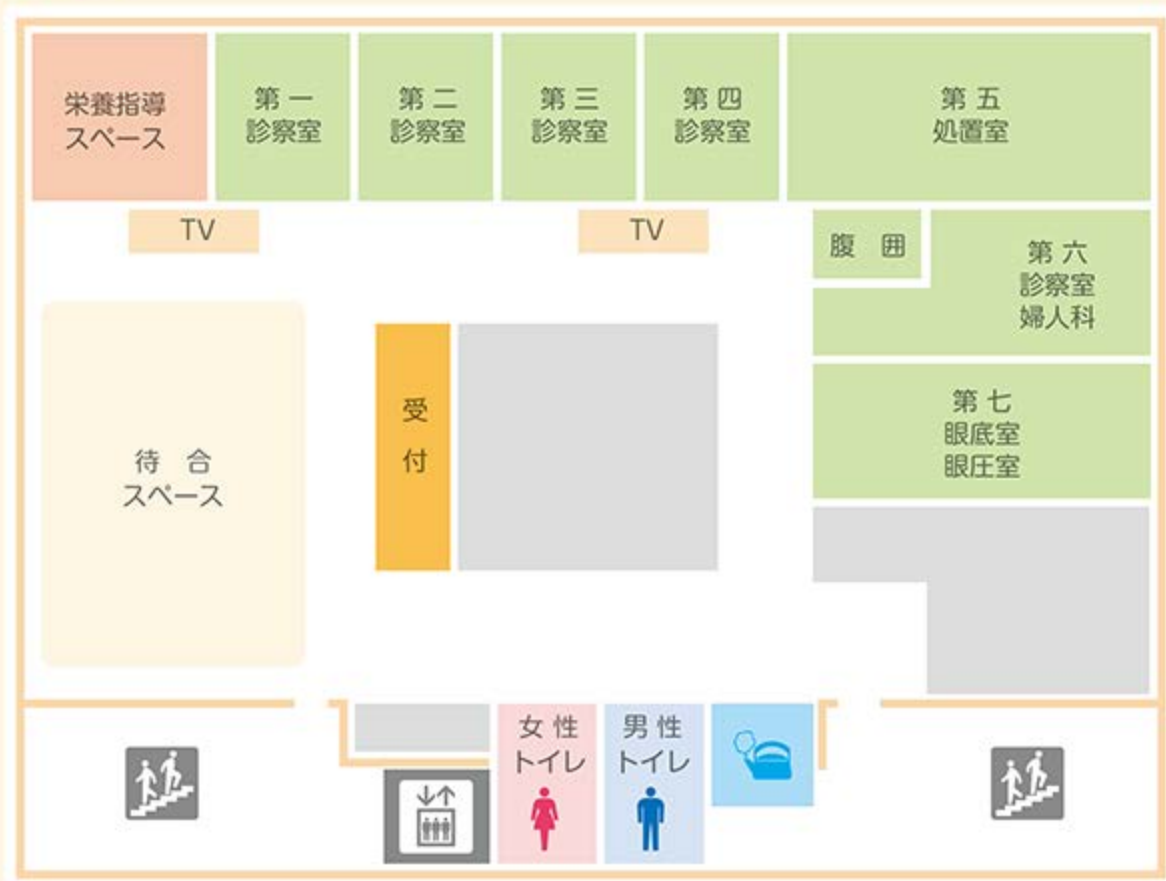 栄養指導
スペース
第 一
診察室
第 二
診察室
第 三
診察室
第 四
診察室
第 五
処置室
TV
TV
腹 囲
第 六
診察室
婦人科
受
付
待 合
スペース
第 七
眼底室
眼圧室
女 性
トイレ
男 性
トイレ